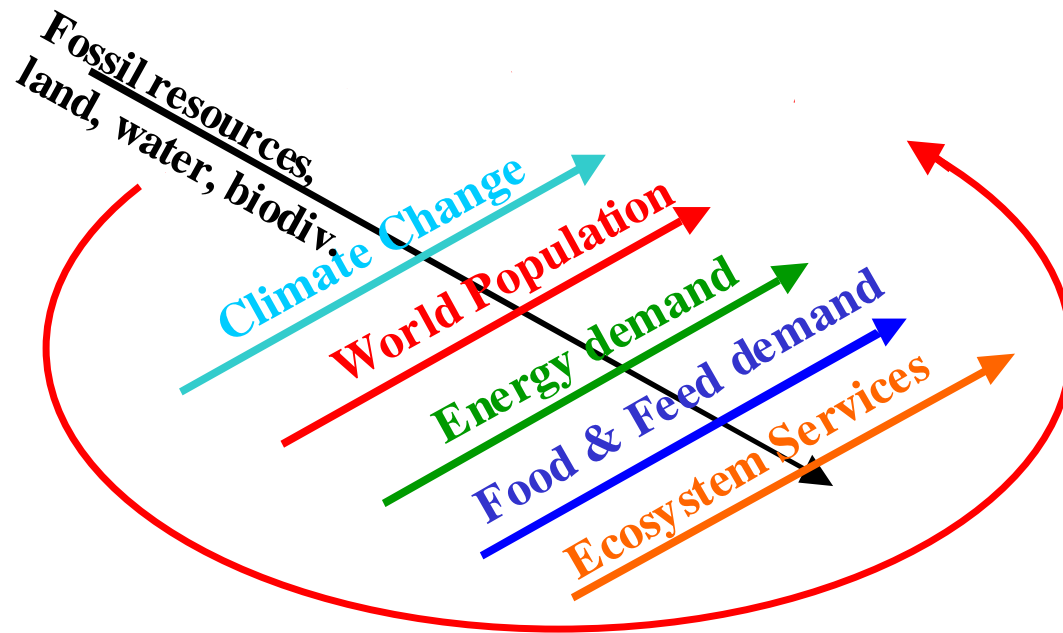 Fossil resources,
land, water, biodiv.
Climate Change
World Population
Energy demand
Food & Feed demand
Ecosystem Services